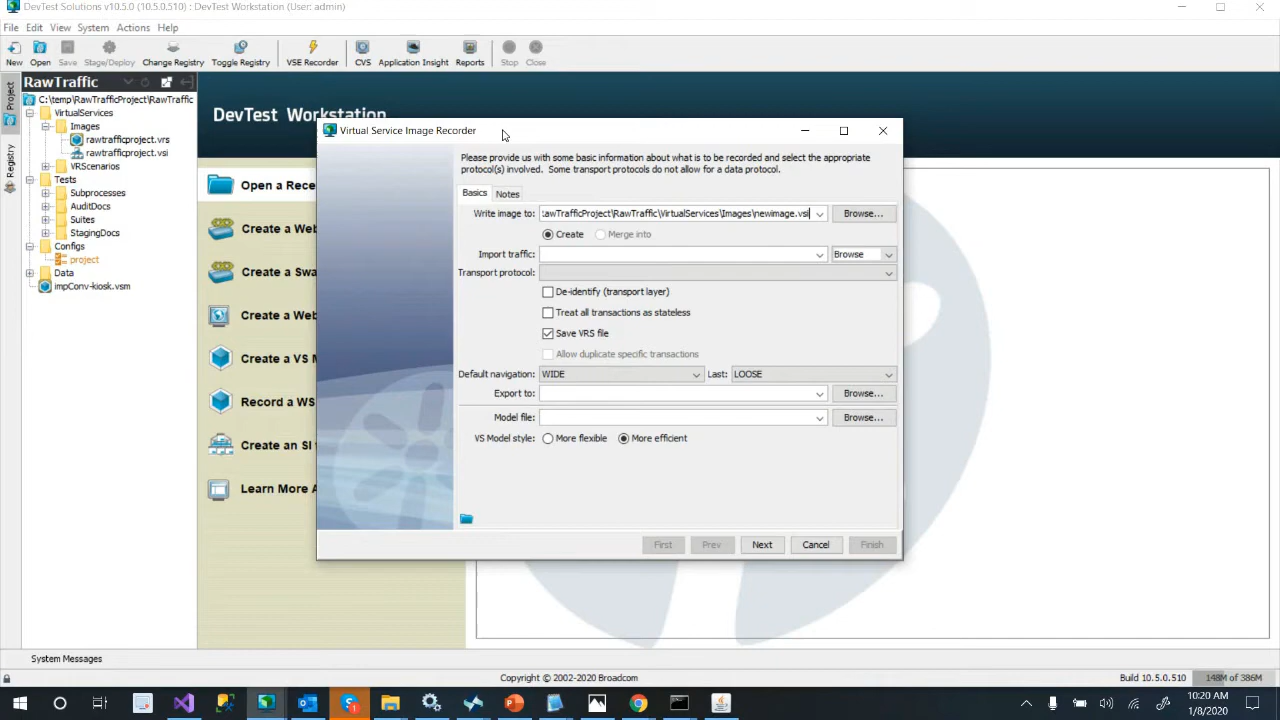 DevTest Solutions v10.5.0 (10.5.0.510) : DevTest Workstation (User: admin)
File Edit View System Actions Help
New Open Save Stage/Deploy Change Registry Toggle Registry VSE Recorder CVS Application Insight Reports Stop Close
Project
Registry
RawTraffic
C:\temp\RawTrafficProject\RawTraffic
VirtualServices
Images
rawtrafficproject.vrs
rawtrafficproject.vsi
VRScenarios
Tests
Subprocesses
AuditDocs
Suites
StagingDocs
Configs
project
Data
impConv-kiosk.vsm
DevTest Workstation
Open a Rece
Create a Web
Create a Swa
Create a Web
Create a VS M
Record a WS
Create an SI f
Learn More A
Virtual Service Image Recorder
Please provide us with some basic information about what is to be recorded and select the appropriate
protocol(s) involved. Some transport protocols do not allow for a data protocol.
Basics Notes
Write image to: :awTrafficProject\RawTraffic\VirtualServices\Images\newimage.vsi Browse...
Create Merge into
Import traffic: Browse
Transport protocol:
De-identify (transport layer)
Treat all transactions as stateless
Save VRS file
Allow duplicate specific transactions
Default navigation: WIDE Last: LOOSE
Export to: Browse...
Model file: Browse...
VS Model style: More flexible More efficient
First Prev Next Cancel Finish
System Messages
Copyright © 2002-2020 Broadcom Build 10.5.0.510 148M of 386M
10:20 AM
1/8/2020